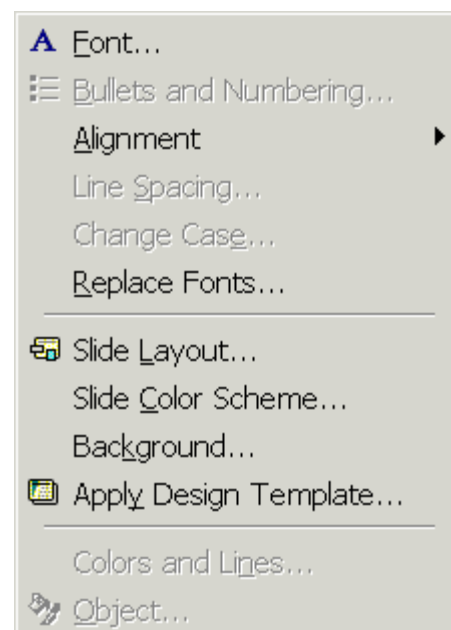 Font...
Bullets and Numbering...
Alignment
Line Spacing...
Change Case...
Replace Fonts...
Slide Layout...
Slide Color Scheme...
Background...
Apply Design Template...
Colors and Lines...
Object...